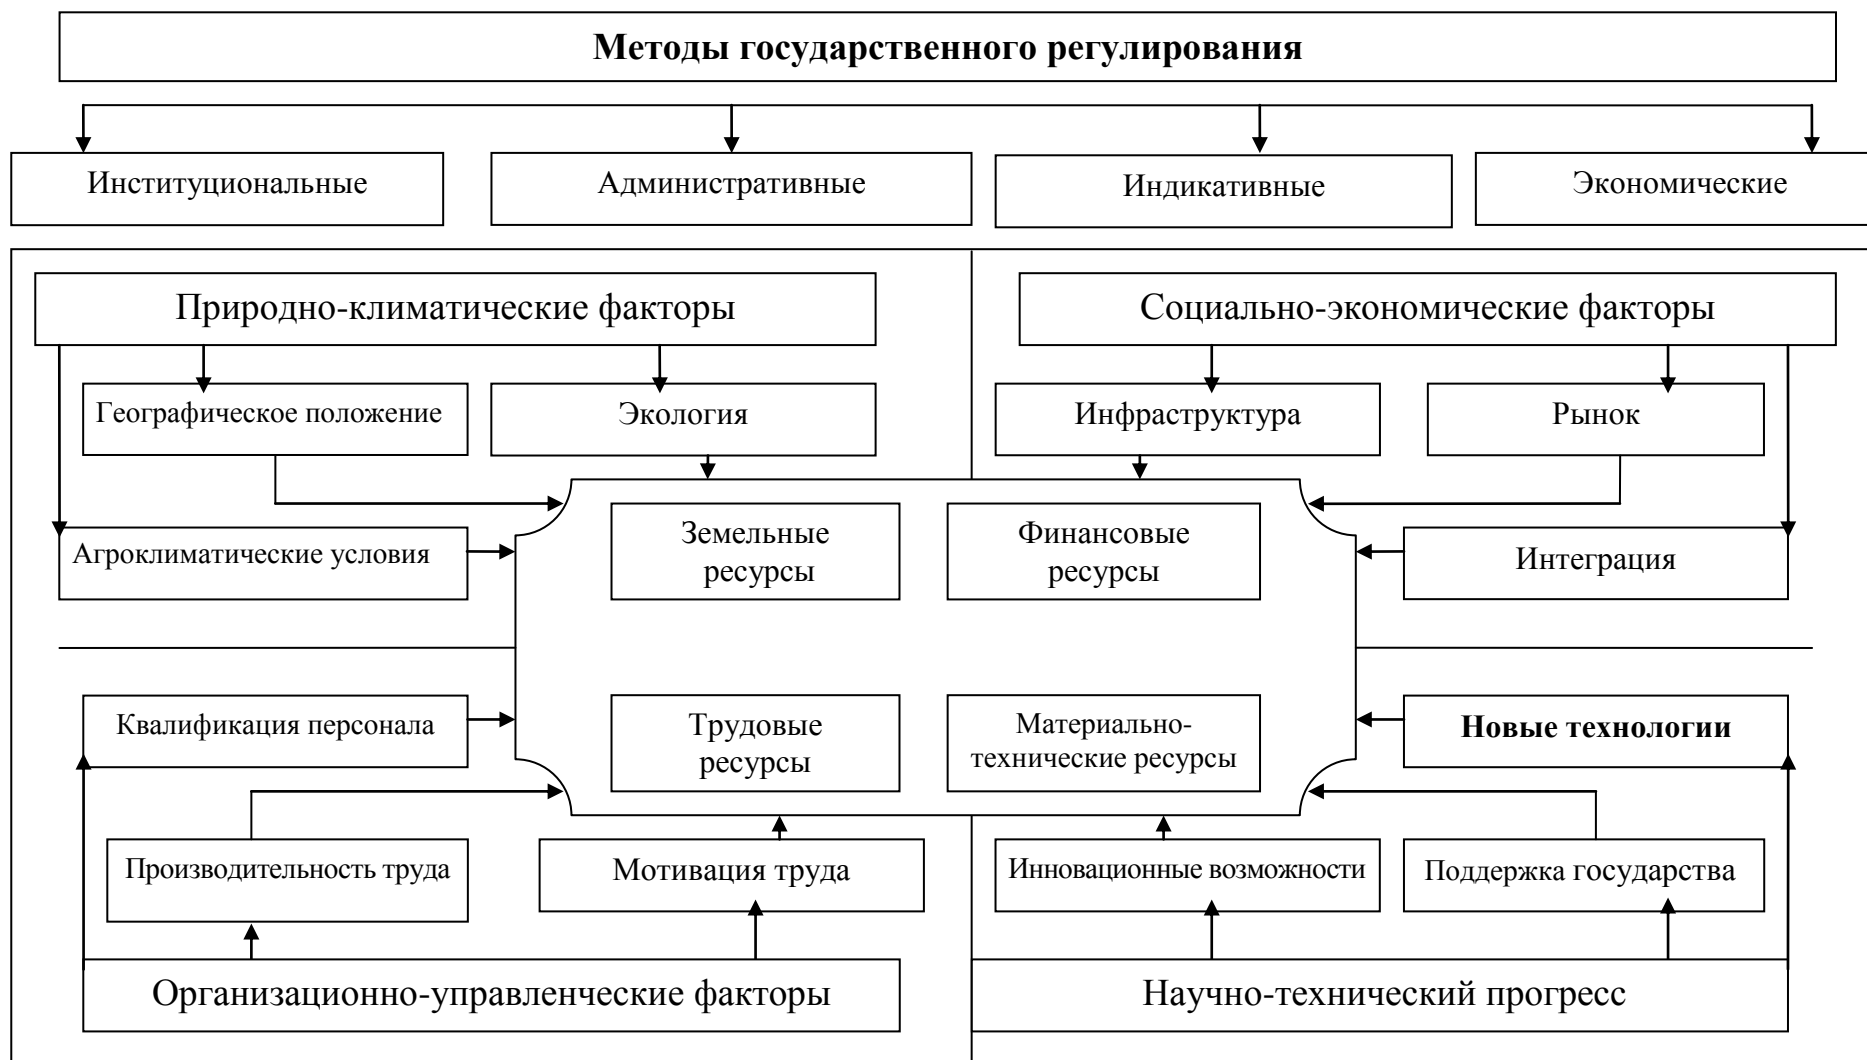 Методы государственного регулирования
Институциональные
Административные
Индикативные
Экономические
Природно-климатические факторы
Социально-экономические факторы
Географическое положение
Экология
Инфраструктура
Рынок
Земельные
ресурсы
Финансовые
ресурсы
Агроклиматические условия
Интеграция
Квалификация персонала
Трудовые
ресурсы
Материально-
технические ресурсы
Новые технологии
Производительность труда
Мотивация труда
Инновационные возможности
Поддержка государства
Организационно-управленческие факторы
Научно-технический прогресс